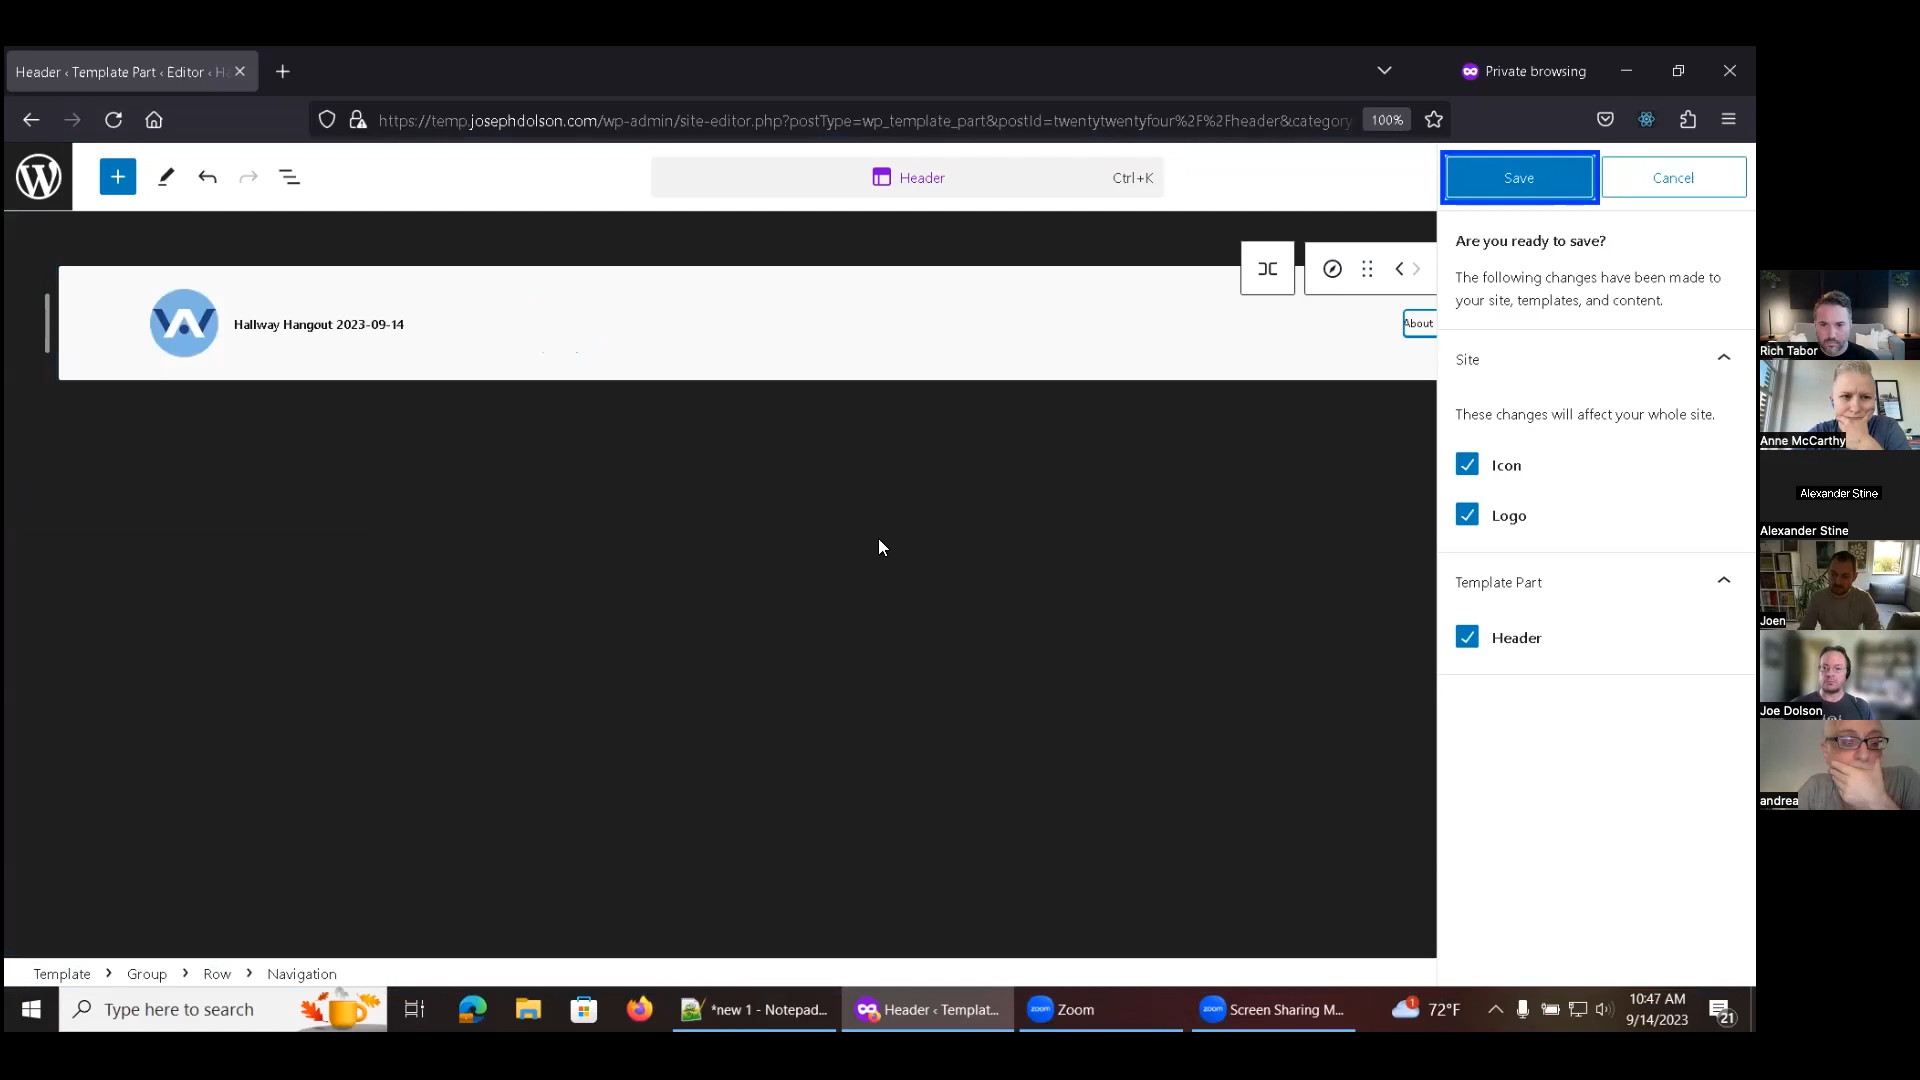 Header ‹ Template Part ‹ Editor ‹ H
Private browsing
https://temp.josephdolson.com/wp-admin/site-editor.php?postType=wp_template_part&postId=twentytwentyfour%2F%2Fheader&category
100%
Header
Ctrl+K
Save
Cancel
Are you ready to save?
The following changes have been made to
your site, templates, and content.
Hallway Hangout 2023-09-14
About
Site
These changes will affect your whole site.
Icon
Logo
Template Part
Header
Rich Tabor
Anne McCarthy
Alexander Stine
Alexander Stine
Joen
Joe Dolson
andrea
Template > Group > Row > Navigation
Type here to search
*new 1 - Notepad...
Header ‹ Templat...
zoom
Zoom
zoom
Screen Sharing M...
1
72°F
10:47 AM
9/14/2023
21